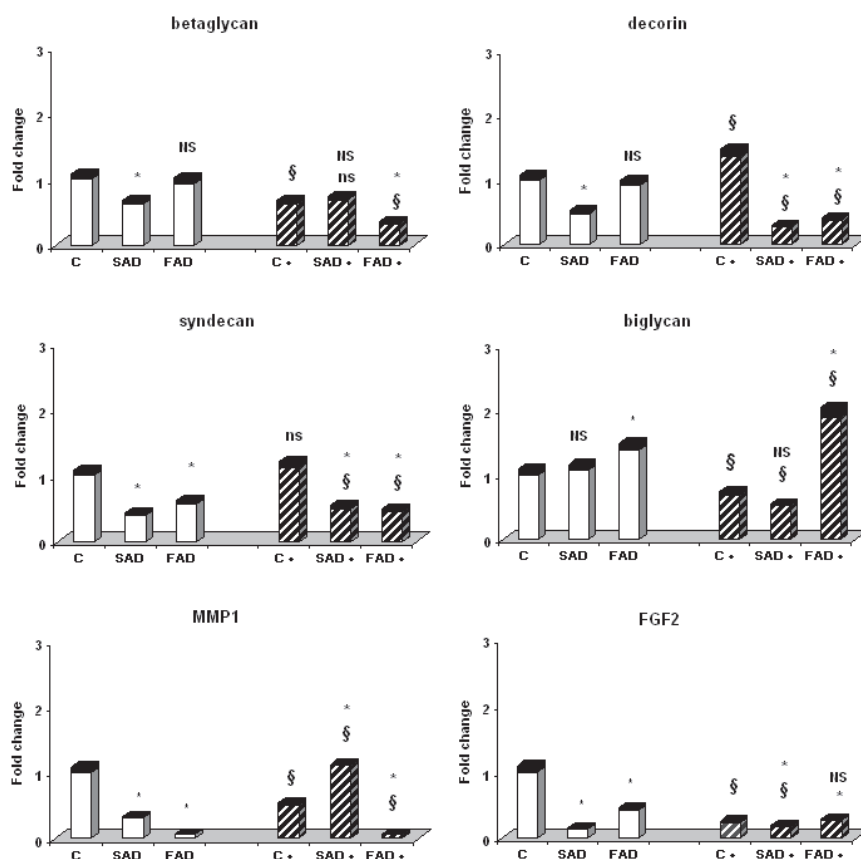 betaglycan
3
2
1
0
Fold change
*
NS
§
NS
ns
*
§
C SAD FAD C + SAD + FAD +
decorin
3
2
1
0
Fold change
*
NS
§
*
§
*
§
C SAD FAD C + SAD + FAD +
syndecan
3
2
1
0
Fold change
*
*
ns
*
§
*
§
C SAD FAD C + SAD + FAD +
biglycan
3
2
1
0
Fold change
NS
*
§
NS
§
*
§
C SAD FAD C + SAD + FAD +
MMP1
3
2
1
0
Fold change
*
*
§
*
§
*
§
C SAD FAD C + SAD + FAD +
FGF2
3
2
1
0
Fold change
*
*
§
*
§
NS
*
C SAD FAD C + SAD + FAD +